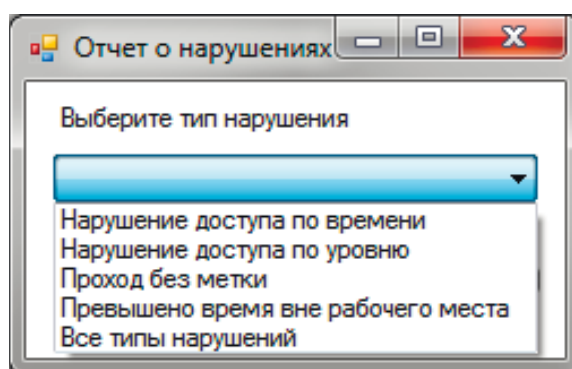 Отчет о нарушениях
Выберите тип нарушения
Нарушение доступа по времени
Нарушение доступа по уровню
Проход без метки
Превышено время вне рабочего места
Все типы нарушений